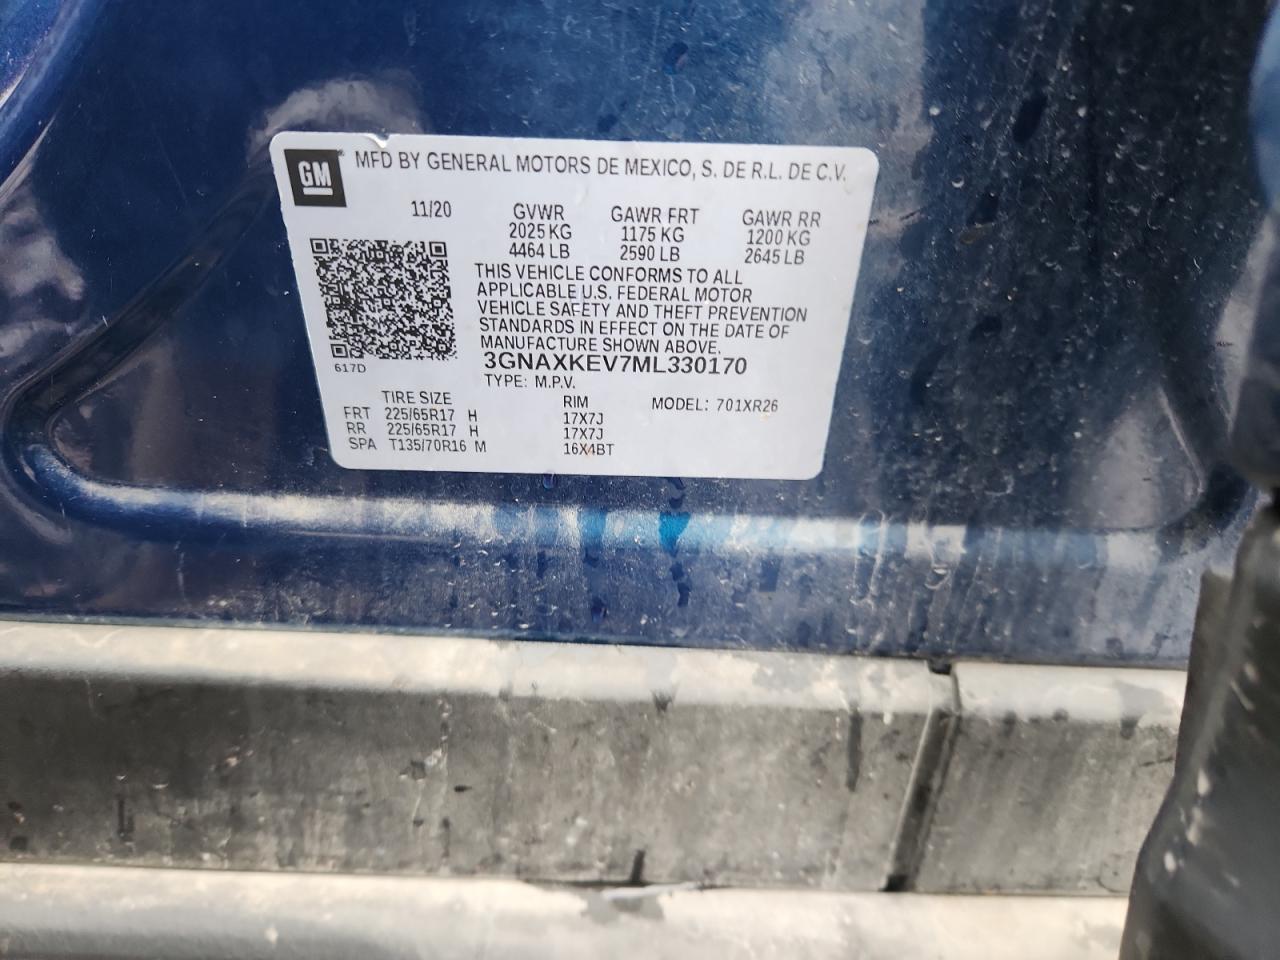 GM MFD BY GENERAL MOTORS DE MEXICO, S. DE R.L. DE C.V.
11/20 GVWR GAWR FRT GAWR RR
2025 KG 1175 KG 1200 KG
4464 LB 2590 LB 2645 LB
THIS VEHICLE CONFORMS TO ALL
APPLICABLE U.S. FEDERAL MOTOR
VEHICLE SAFETY AND THEFT PREVENTION
STANDARDS IN EFFECT ON THE DATE OF
MANUFACTURE SHOWN ABOVE.
617D 3GNAXKEV7ML330170
TYPE: M.P.V.
TIRE SIZE RIM MODEL: 701XR26
FRT 225/65R17 H 17X7J
RR 225/65R17 H 17X7J
SPA T135/70R16 M 16X4BT